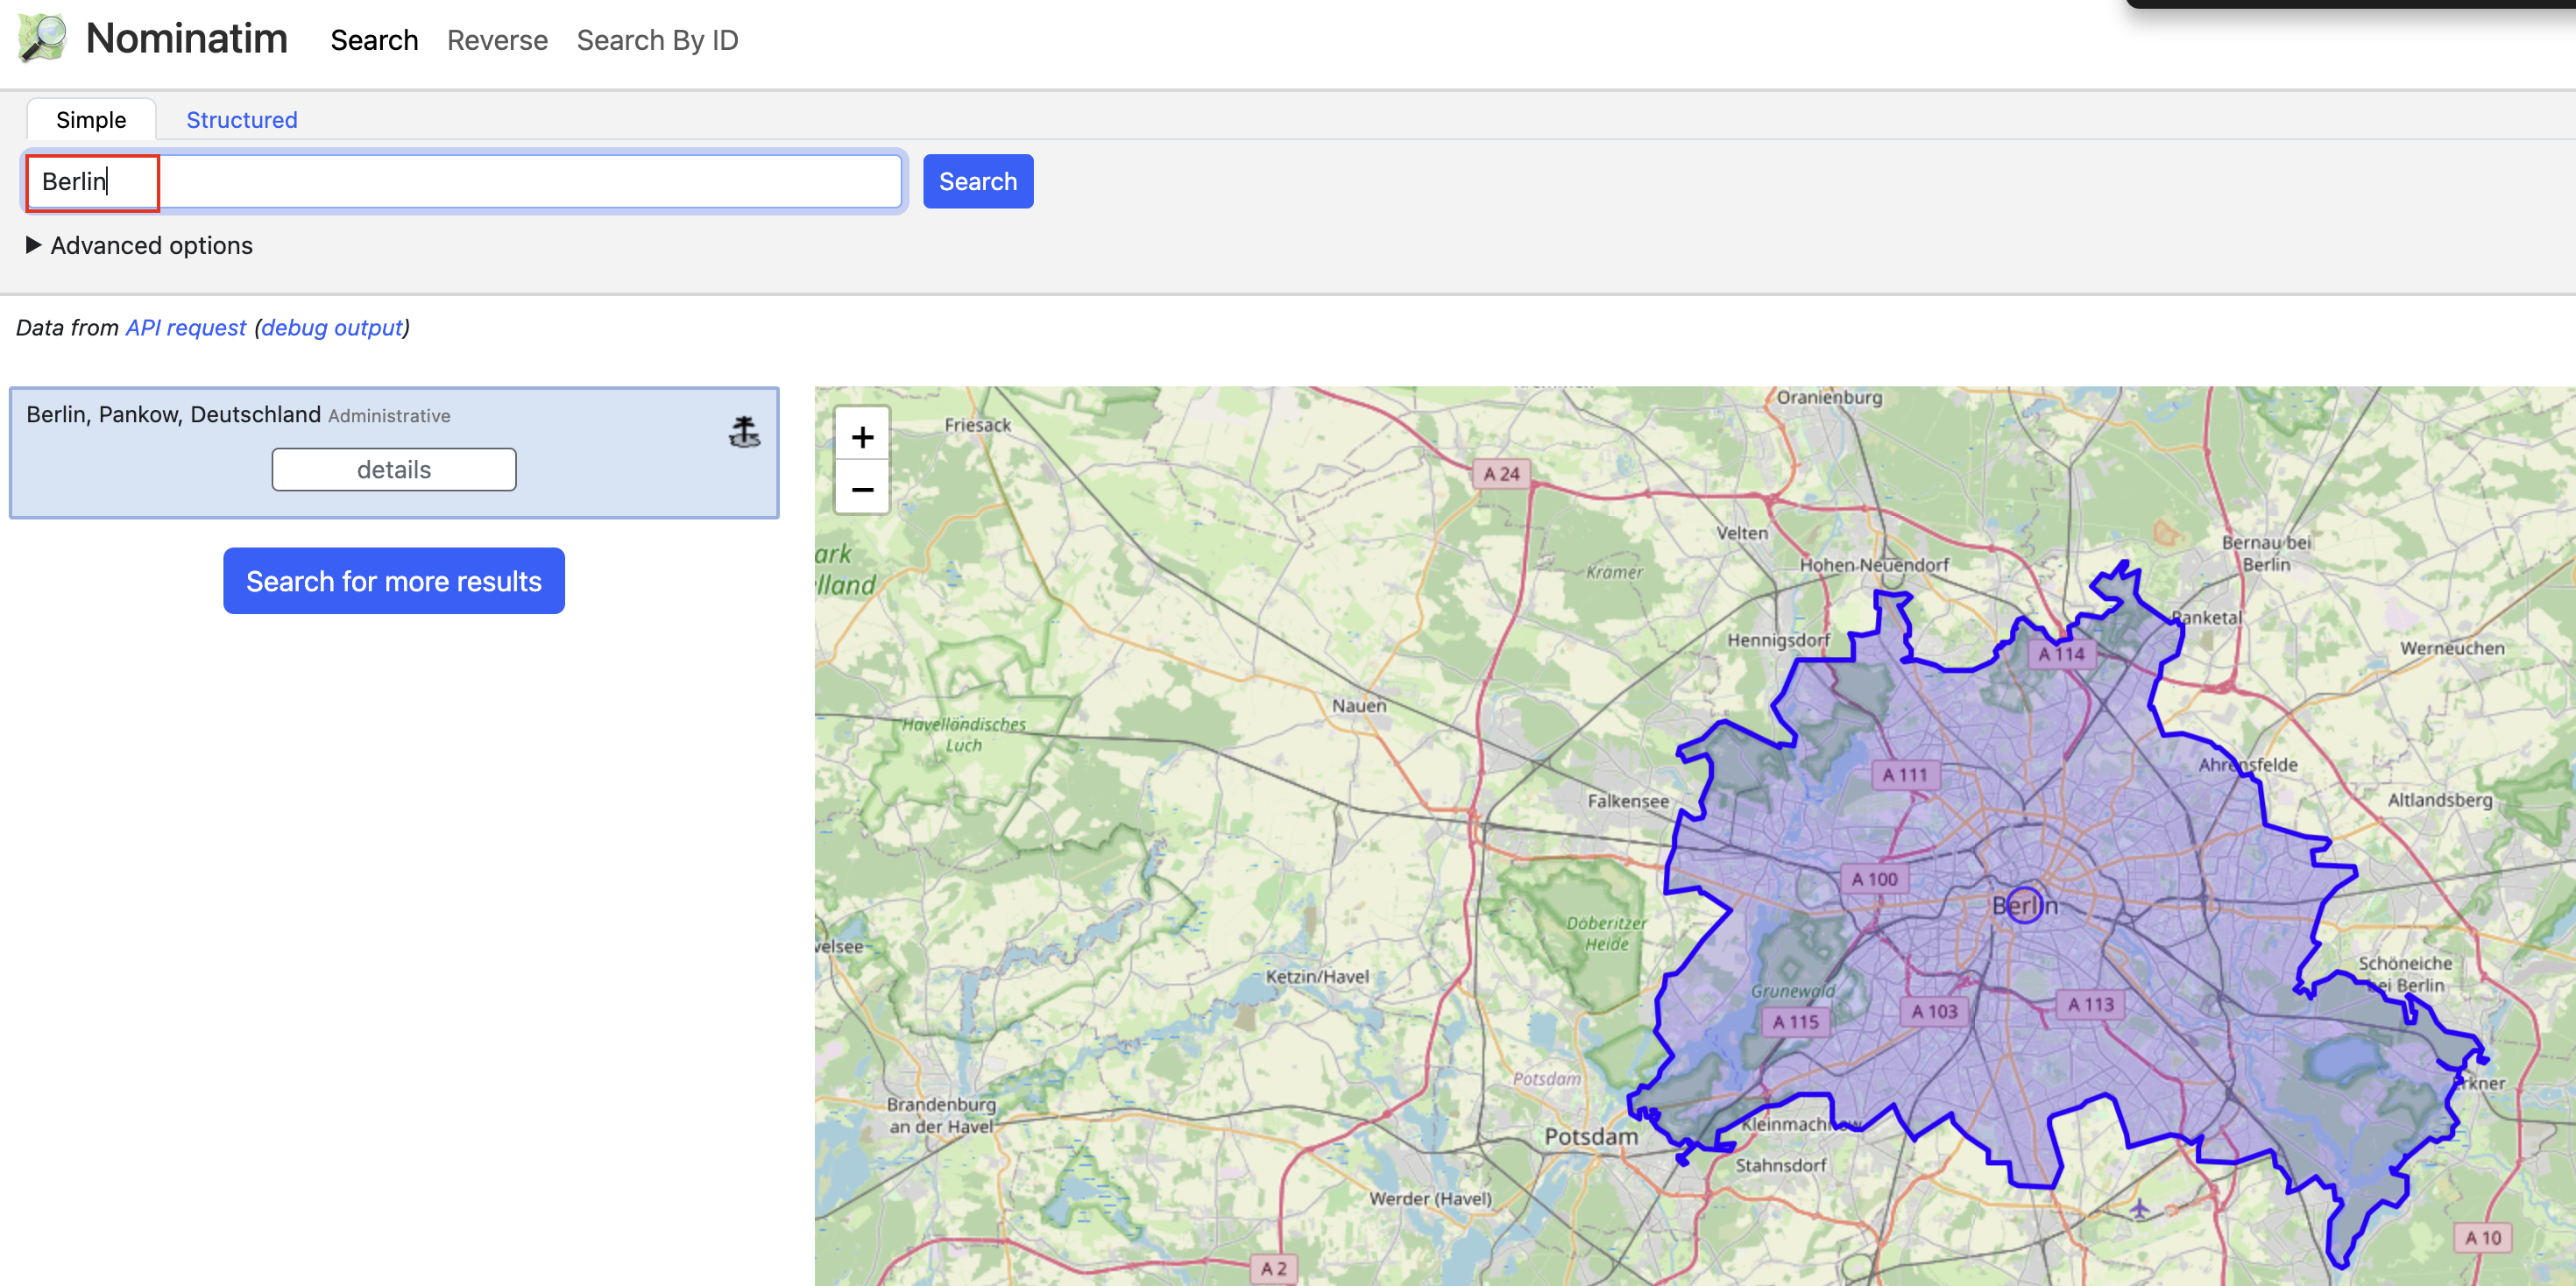 Nominatim Search Reverse Search By ID
Simple Structured
Berlin Search
▶ Advanced options
Data from API request (debug output)
Berlin, Pankow, Deutschland Administrative
details
Search for more results
+
−
Friesack
Oranienburg
A 24
Velten
Bernau bei
Berlin
ark
lland
Krämer
Hohen Neuendorf
Panketal
Hennigsdorf
A 114
Werneuchen
Nauen
Havelländisches
Luch
A 111
Ahrensfelde
Falkensee
Altlandsberg
A 100
Berlin
Döberitzer
Heide
velsee
Ketzin/Havel
Schöneiche
bei Berlin
Grunewald
A 115
A 103
A 113
Potsdam
Erkner
Brandenburg
an der Havel
Potsdam
Kleinmachnow
Stahnsdorf
Werder (Havel)
A 10
A 2